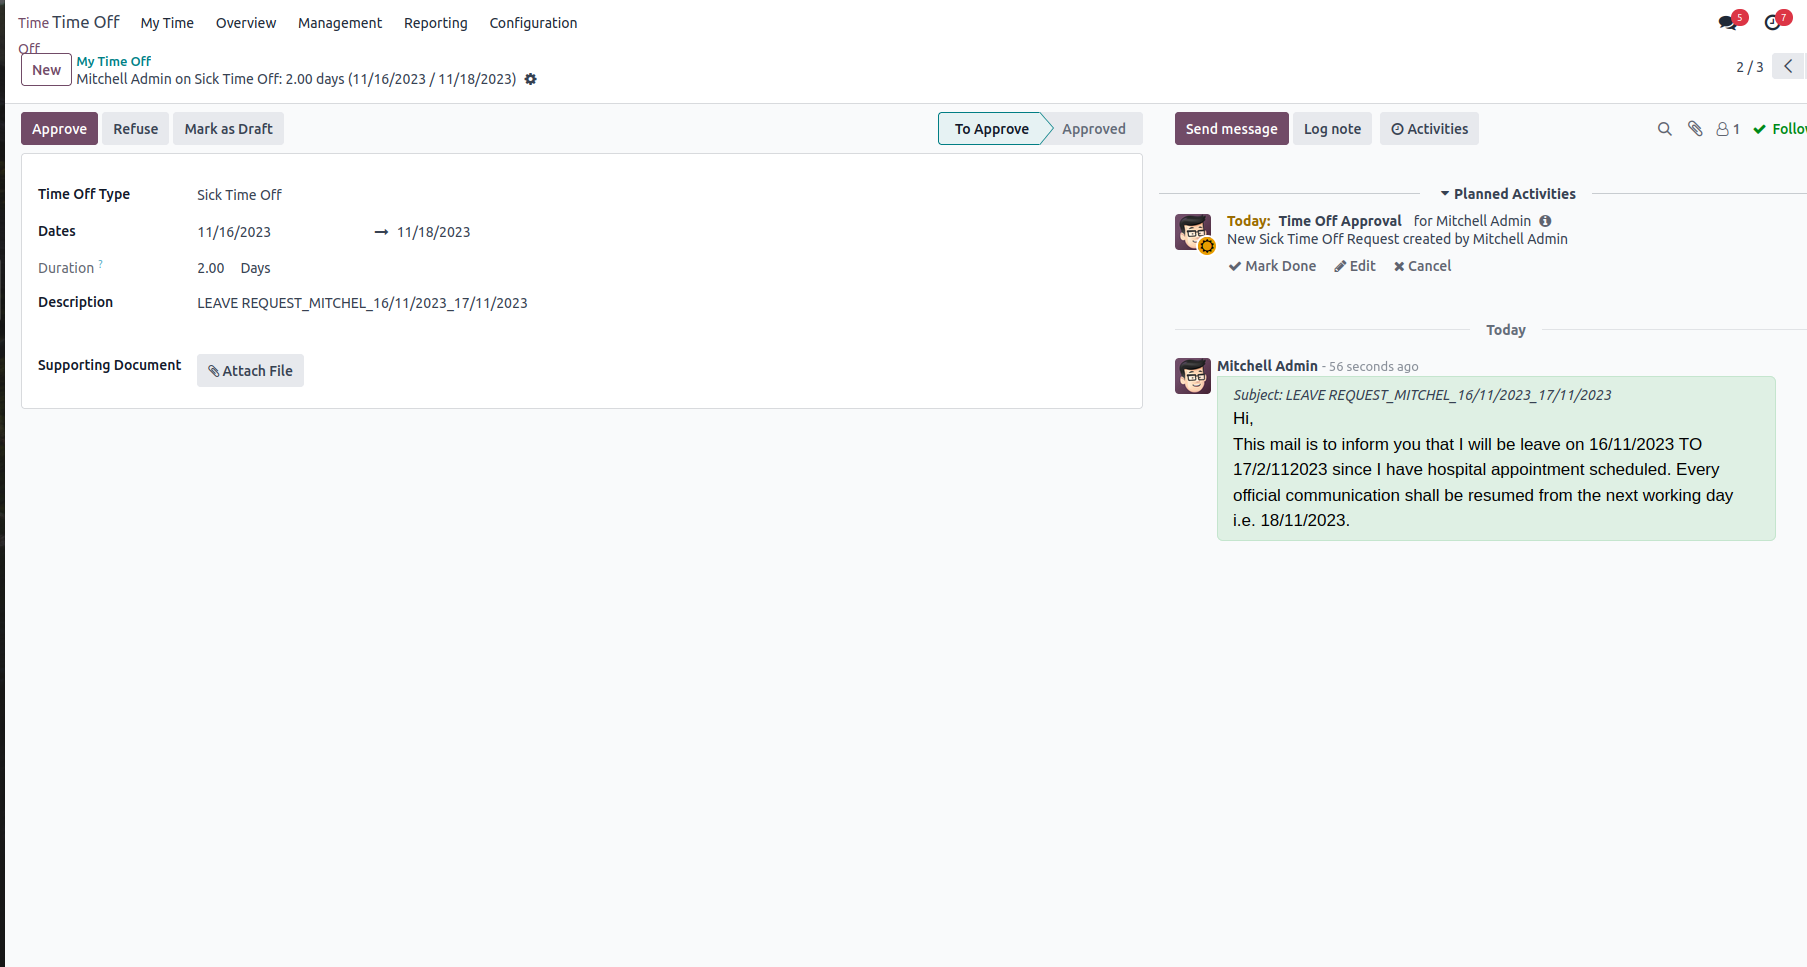 Time Off Time Off My Time Overview Management Reporting Configuration 5 7
New My Time Off
Mitchell Admin on Sick Time Off: 2.00 days (11/16/2023 / 11/18/2023) 2 / 3
Approve Refuse Mark as Draft To Approve Approved Send message Log note Activities 1 Follow
Time Off Type Sick Time Off
Dates 11/16/2023 → 11/18/2023
Duration ? 2.00 Days
Description LEAVE REQUEST_MITCHEL_16/11/2023_17/11/2023
Supporting Document Attach File
Planned Activities
Today: Time Off Approval for Mitchell Admin
New Sick Time Off Request created by Mitchell Admin
Mark Done Edit Cancel
Today
Mitchell Admin - 56 seconds ago
Subject: LEAVE REQUEST_MITCHEL_16/11/2023_17/11/2023
Hi,
This mail is to inform you that I will be leave on 16/11/2023 TO
17/2/112023 since I have hospital appointment scheduled. Every
official communication shall be resumed from the next working day
i.e. 18/11/2023.